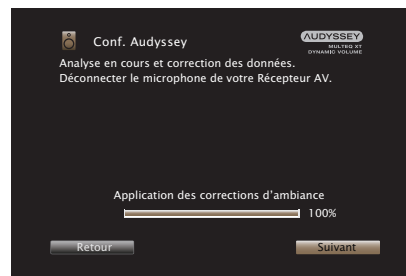 Conf. Audyssey
AUDYSSEY
MULTEQ XT
DYNAMIC VOLUME
Analyse en cours et correction des données.
Déconnecter le microphone de votre Récepteur AV.
Application des corrections d'ambiance
100%
Retour
Suivant